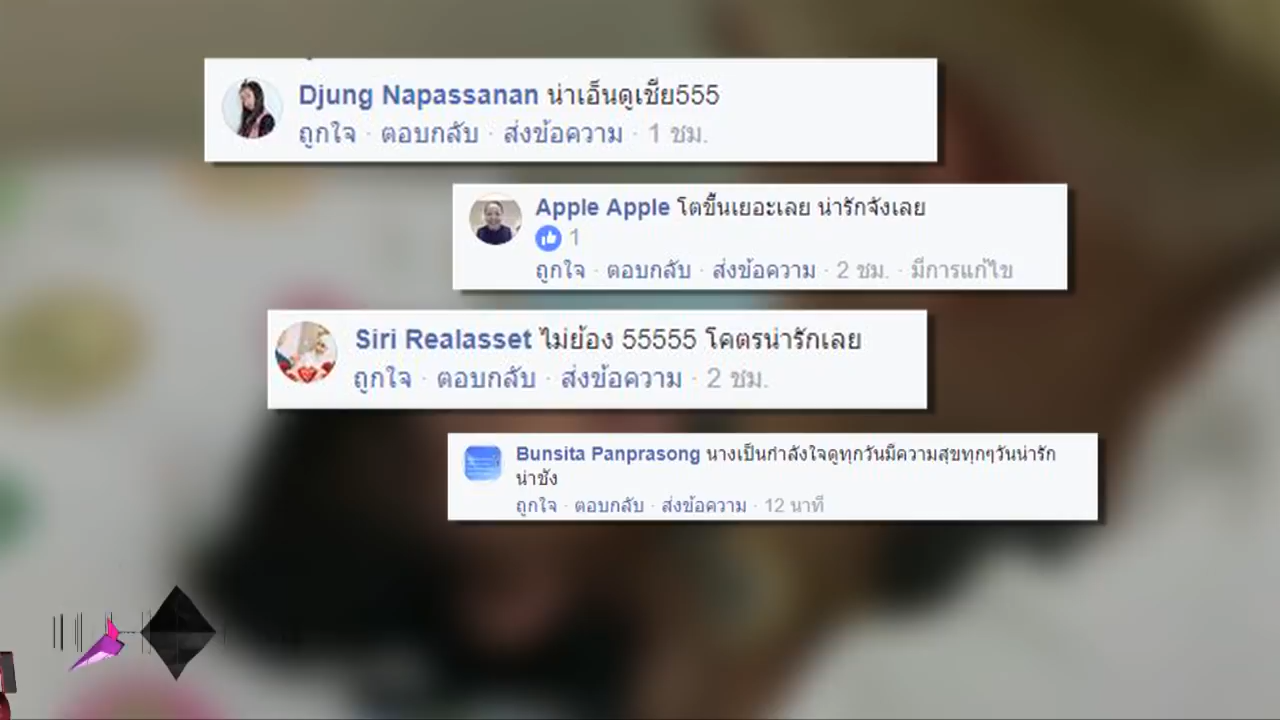 Djung Napassanan น่าเอ็นดูเชี๊ย555
ถูกใจ · ตอบกลับ · ส่งข้อความ · 1 ชม.
Apple Apple โตขึ้นเยอะเลย น่ารักจังเลย
1
ถูกใจ · ตอบกลับ · ส่งข้อความ · 2 ชม. · มีการแก้ไข
Siri Realasset ไม่ย้อง 55555 โคตรน่ารักเลย
ถูกใจ · ตอบกลับ · ส่งข้อความ · 2 ชม.
Bunsita Panprasong นางเป็นกำลังใจดูทุกวันมีความสุขทุกๆวันน่ารัก
น่าชัง
ถูกใจ · ตอบกลับ · ส่งข้อความ · 12 นาที